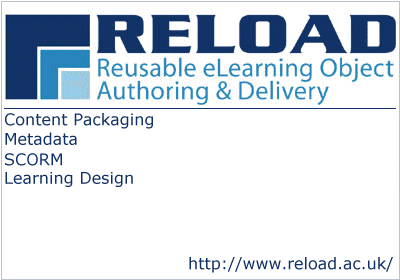 RELOAD
Reusable eLearning Object
Authoring & Delivery
Content Packaging
Metadata
SCORM
Learning Design
http://www.reload.ac.uk/